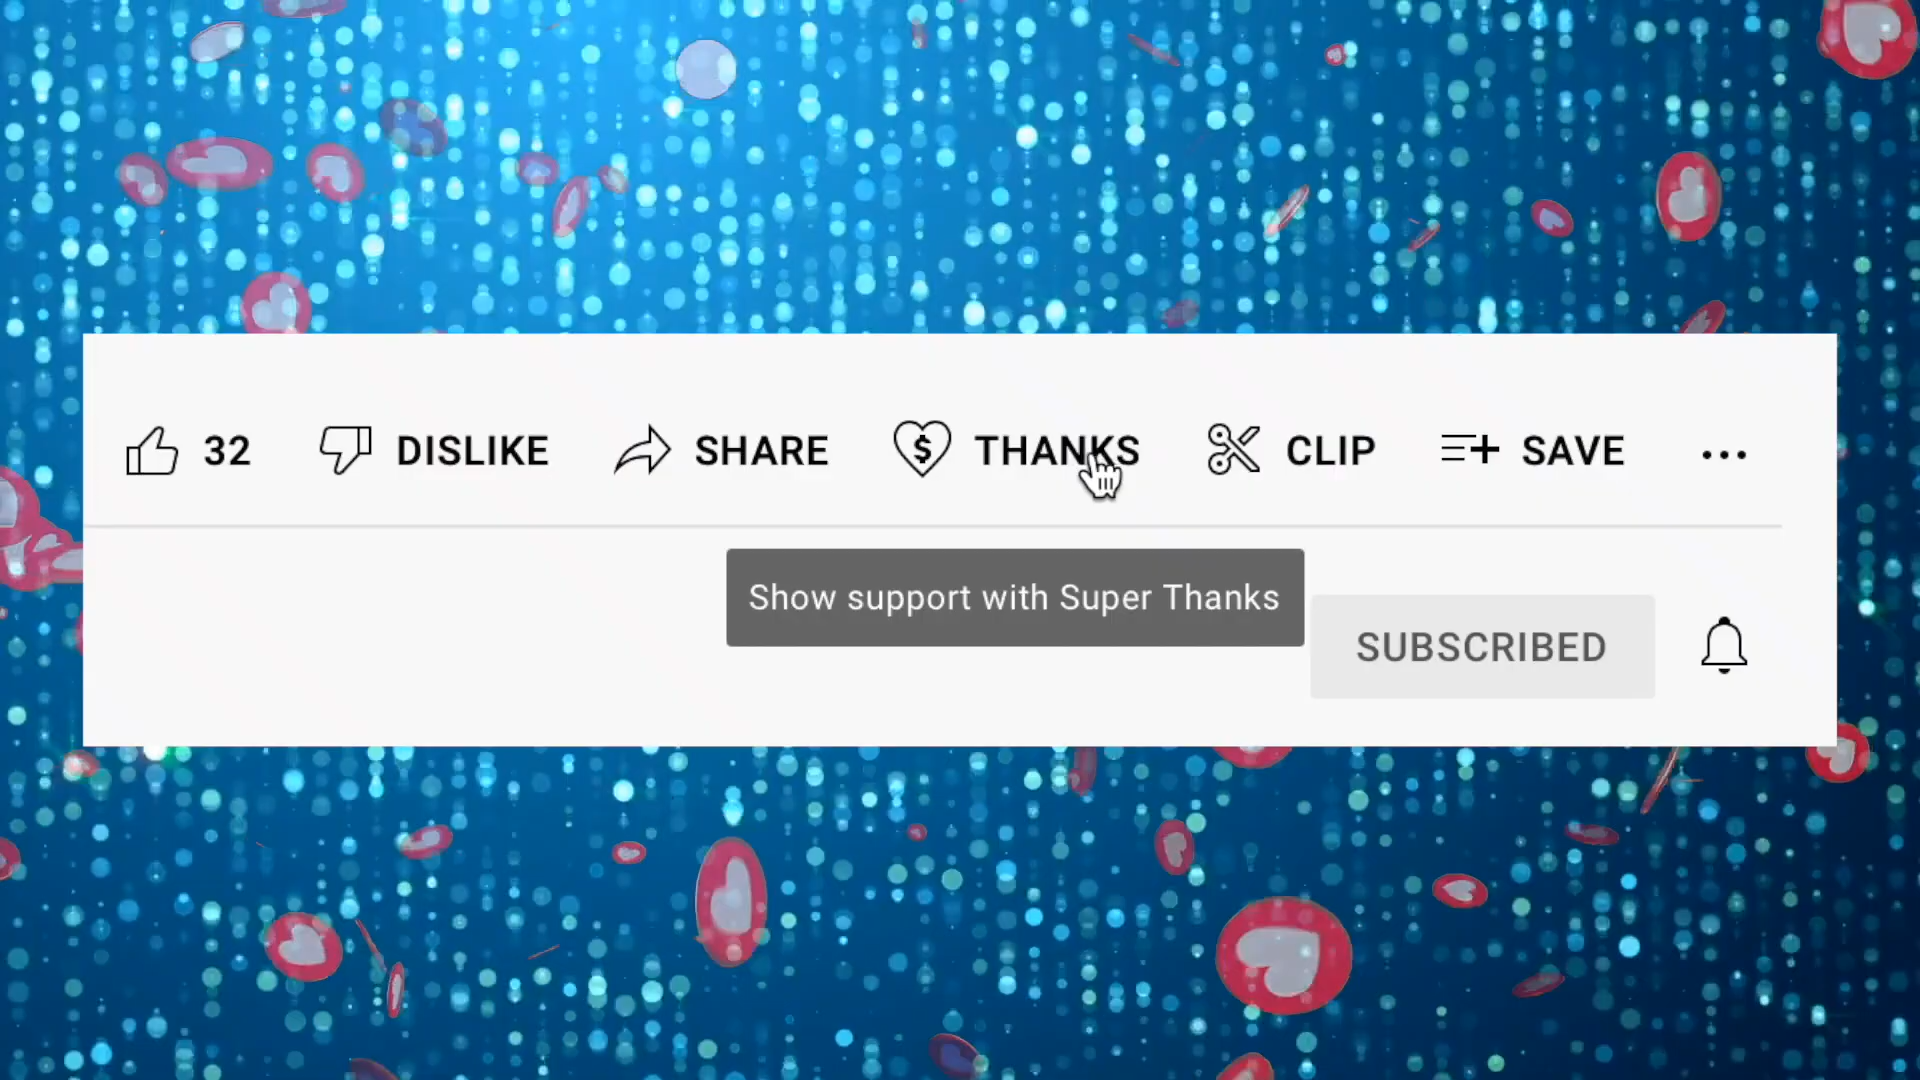 32 DISLIKE SHARE $ THANKS CLIP SAVE ...
Show support with Super Thanks
SUBSCRIBED